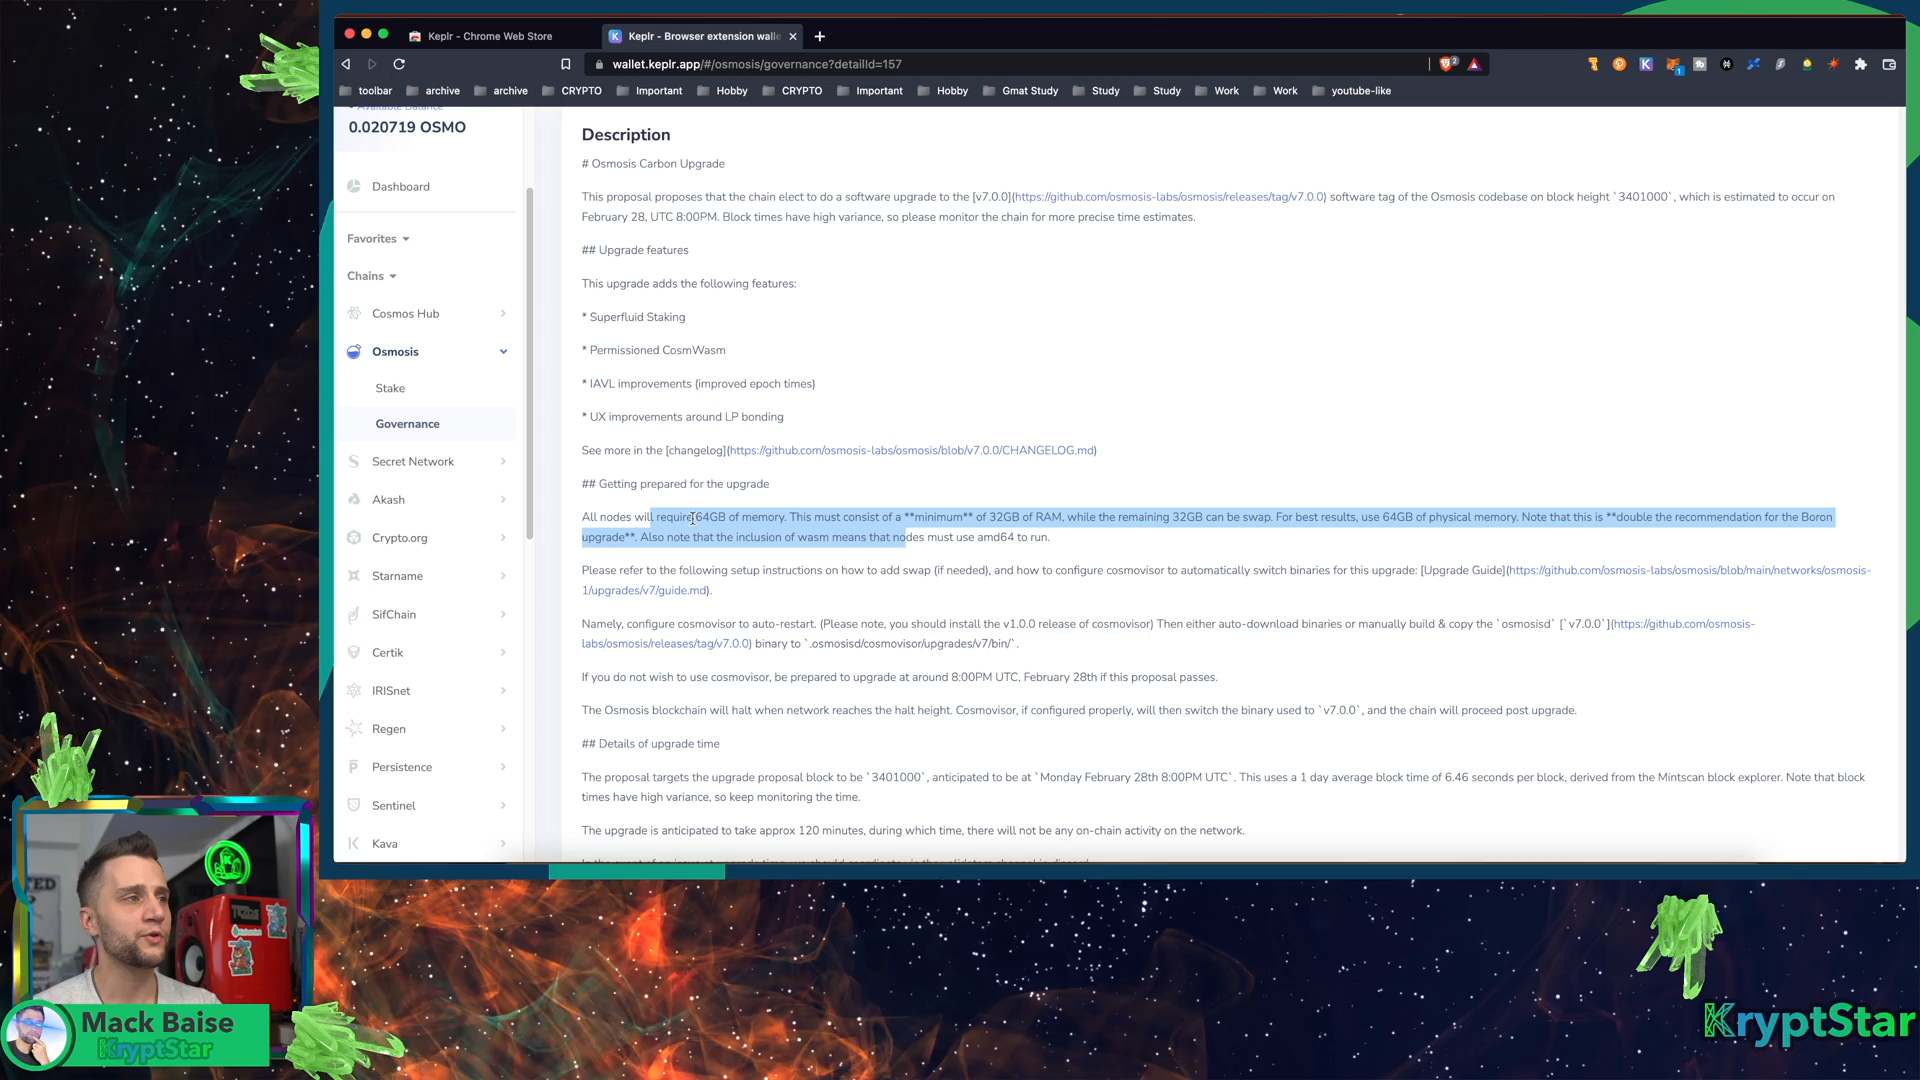 Keplr - Chrome Web Store
Keplr - Browser extension walle
wallet.keplr.app/#/osmosis/governance?detailId=157
toolbar archive archive CRYPTO Important Hobby CRYPTO Important Hobby Gmat Study Study Study Work Work youtube-like
Available Balance
0.020719 OSMO
Dashboard
Favorites
Chains
Cosmos Hub
Osmosis
Stake
Governance
Secret Network
Akash
Crypto.org
Starname
SifChain
Certik
IRISnet
Regen
Persistence
Sentinel
Kava
Description
# Osmosis Carbon Upgrade
This proposal proposes that the chain elect to do a software upgrade to the [v7.0.0](https://github.com/osmosis-labs/osmosis/releases/tag/v7.0.0) software tag of the Osmosis codebase on block height `3401000`, which is estimated to occur on
February 28, UTC 8:00PM. Block times have high variance, so please monitor the chain for more precise time estimates.
## Upgrade features
This upgrade adds the following features:
* Superfluid Staking
* Permissioned CosmWasm
* IAVL improvements (improved epoch times)
* UX improvements around LP bonding
See more in the [changelog](https://github.com/osmosis-labs/osmosis/blob/v7.0.0/CHANGELOG.md)
## Getting prepared for the upgrade
All nodes will require 64GB of memory. This must consist of a **minimum** of 32GB of RAM, while the remaining 32GB can be swap. For best results, use 64GB of physical memory. Note that this is **double the recommendation for the Boron
upgrade**. Also note that the inclusion of wasm means that nodes must use amd64 to run.
Please refer to the following setup instructions on how to add swap (if needed), and how to configure cosmovisor to automatically switch binaries for this upgrade: [Upgrade Guide](https://github.com/osmosis-labs/osmosis/blob/main/networks/osmosis-
1/upgrades/v7/guide.md).
Namely, configure cosmovisor to auto-restart. (Please note, you should install the v1.0.0 release of cosmovisor) Then either auto-download binaries or manually build & copy the `osmosisd` [`v7.0.0`](https://github.com/osmosis-
labs/osmosis/releases/tag/v7.0.0) binary to `.osmosisd/cosmovisor/upgrades/v7/bin/`.
If you do not wish to use cosmovisor, be prepared to upgrade at around 8:00PM UTC, February 28th if this proposal passes.
The Osmosis blockchain will halt when network reaches the halt height. Cosmovisor, if configured properly, will then switch the binary used to `v7.0.0`, and the chain will proceed post upgrade.
## Details of upgrade time
The proposal targets the upgrade proposal block to be `3401000`, anticipated to be at `Monday February 28th 8:00PM UTC`. This uses a 1 day average block time of 6.46 seconds per block, derived from the Mintscan block explorer. Note that block
times have high variance, so keep monitoring the time.
The upgrade is anticipated to take approx 120 minutes, during which time, there will not be any on-chain activity on the network.
Mack Baise
KryptStar
KryptStar